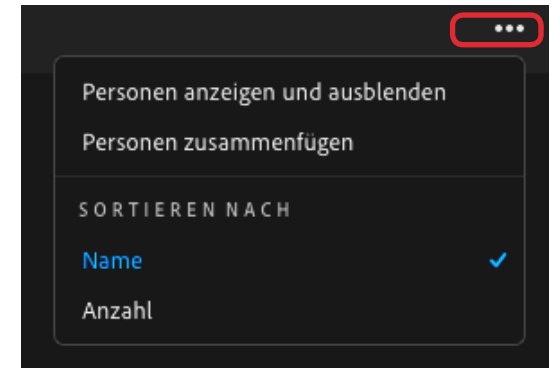 Personen anzeigen und ausblenden
Personen zusammenfügen
SORTIEREN NACH
Name
Anzahl